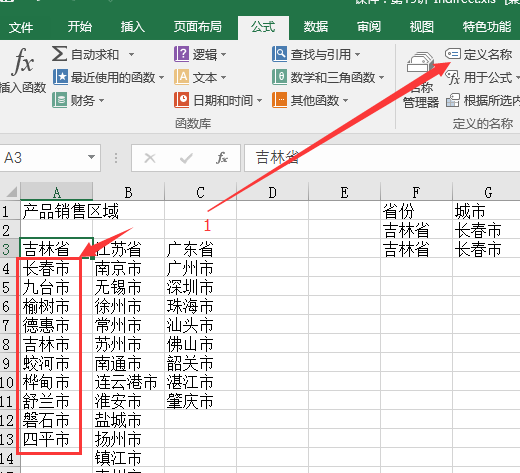 文件 开始 插入 页面布局 公式 数据 审阅 视图 特色功能
fx Σ 自动求和 逻辑 查找与引用 定义名称
插入函数 最近使用的函数 文本 数学和三角函数 名称 用于公式
财务 日期和时间 其他函数 管理器 根据所选内
函数库 定义的名称
A3 fx 吉林省
A B C D E F G
1 产品销售区域 省份 城市
2 吉林省 长春市
3 吉林省 江苏省 广东省 吉林省 长春市
4 长春市 南京市 广州市
5 九台市 无锡市 深圳市
6 榆树市 徐州市 珠海市
7 德惠市 常州市 汕头市
8 吉林市 苏州市 佛山市
9 蛟河市 南通市 韶关市
10 桦甸市 连云港市 湛江市
11 舒兰市 淮安市 肇庆市
12 磐石市 盐城市
13 四平市 扬州市
14 镇江市
1